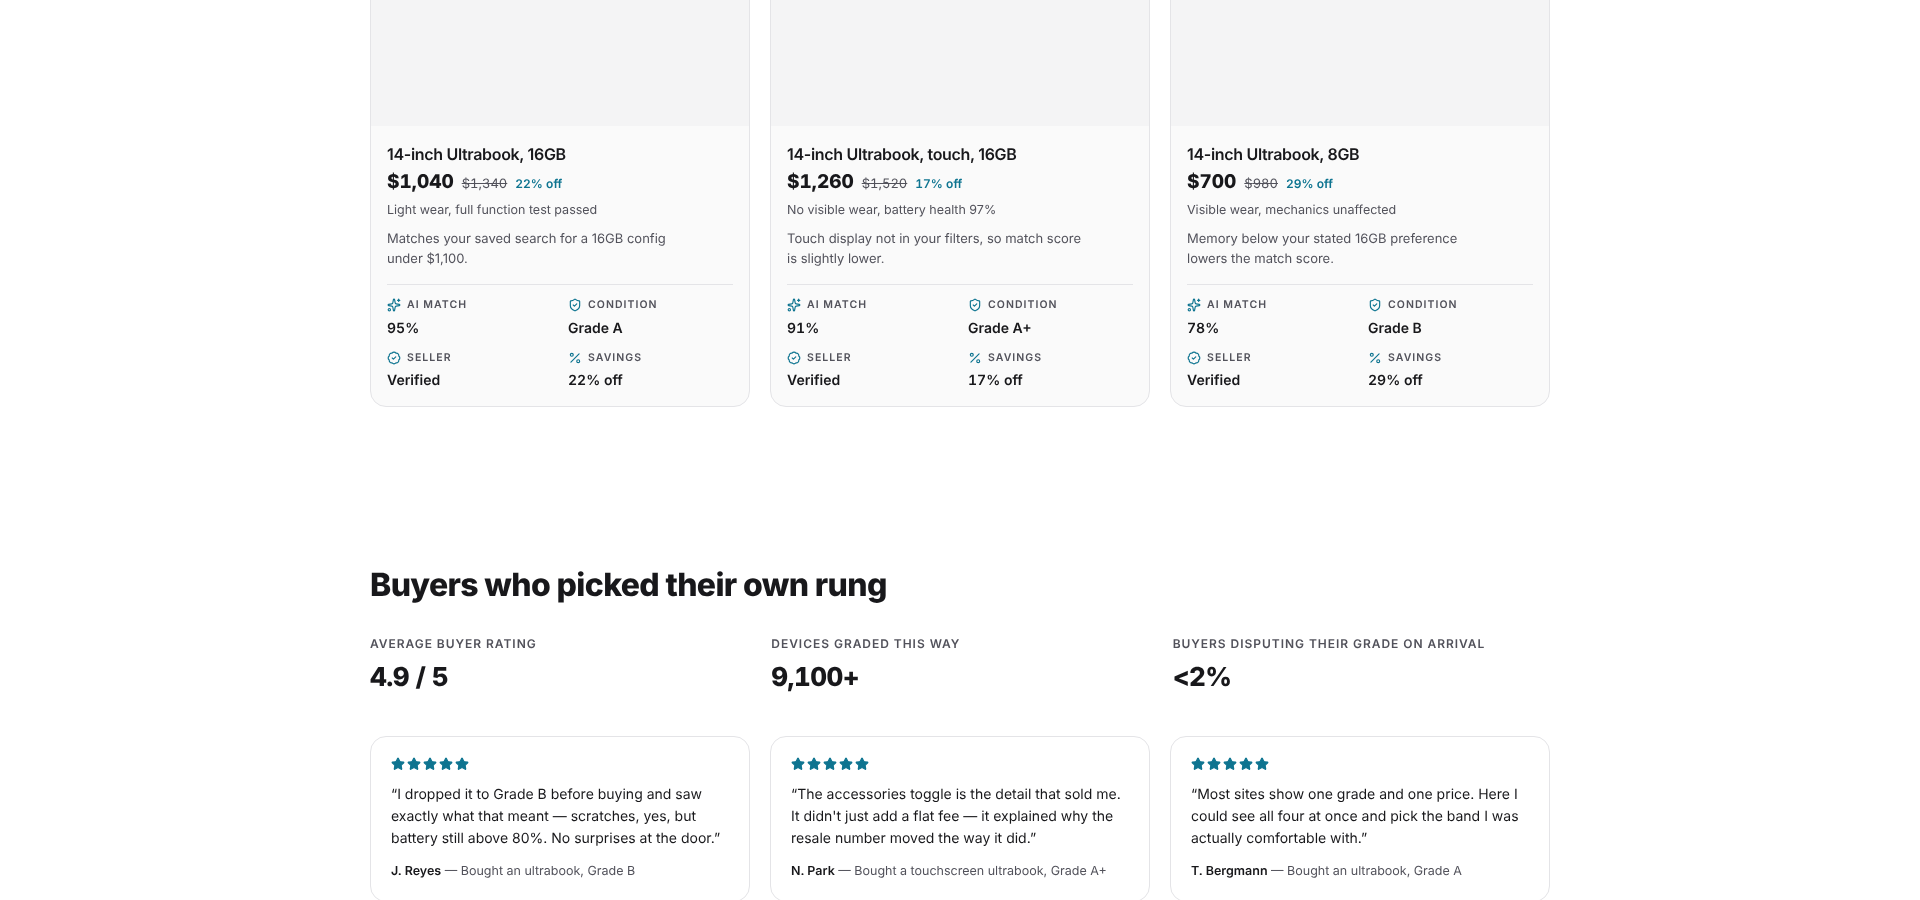 14-inch Ultrabook, 16GB
$1,040 $1,340 22% off
Light wear, full function test passed
Matches your saved search for a 16GB config
under $1,100.
AI MATCH
95%
CONDITION
Grade A
SELLER
Verified
SAVINGS
22% off
14-inch Ultrabook, touch, 16GB
$1,260 $1,520 17% off
No visible wear, battery health 97%
Touch display not in your filters, so match score
is slightly lower.
AI MATCH
91%
CONDITION
Grade A+
SELLER
Verified
SAVINGS
17% off
14-inch Ultrabook, 8GB
$700 $980 29% off
Visible wear, mechanics unaffected
Memory below your stated 16GB preference
lowers the match score.
AI MATCH
78%
CONDITION
Grade B
SELLER
Verified
SAVINGS
29% off
Buyers who picked their own rung
AVERAGE BUYER RATING
4.9 / 5
DEVICES GRADED THIS WAY
9,100+
BUYERS DISPUTING THEIR GRADE ON ARRIVAL
<2%
“I dropped it to Grade B before buying and saw
exactly what that meant — scratches, yes, but
battery still above 80%. No surprises at the door.”
J. Reyes — Bought an ultrabook, Grade B
“The accessories toggle is the detail that sold me.
It didn't just add a flat fee — it explained why the
resale number moved the way it did.”
N. Park — Bought a touchscreen ultrabook, Grade A+
“Most sites show one grade and one price. Here I
could see all four at once and pick the band I was
actually comfortable with.”
T. Bergmann — Bought an ultrabook, Grade A